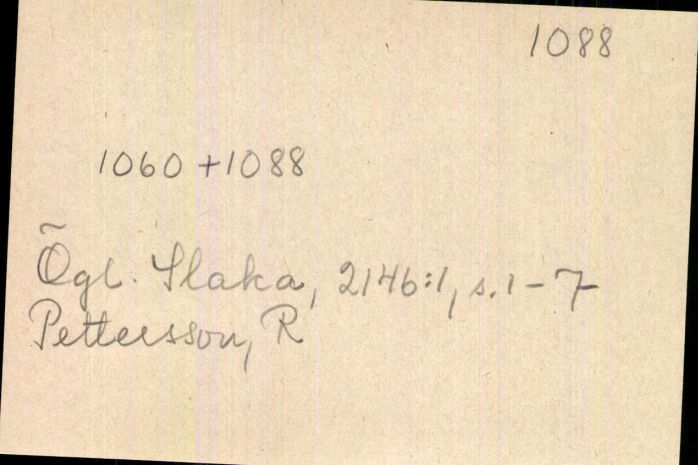 1088
1060 + 1088
Ögl. Slaka, 2146:1, s. 1-7
Pettersson, R